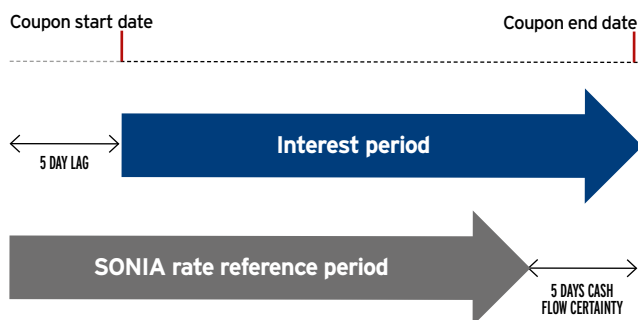 Coupon start date
Coupon end date
Interest period
5 DAY LAG
SONIA rate reference period
5 DAYS CASH
FLOW CERTAINTY